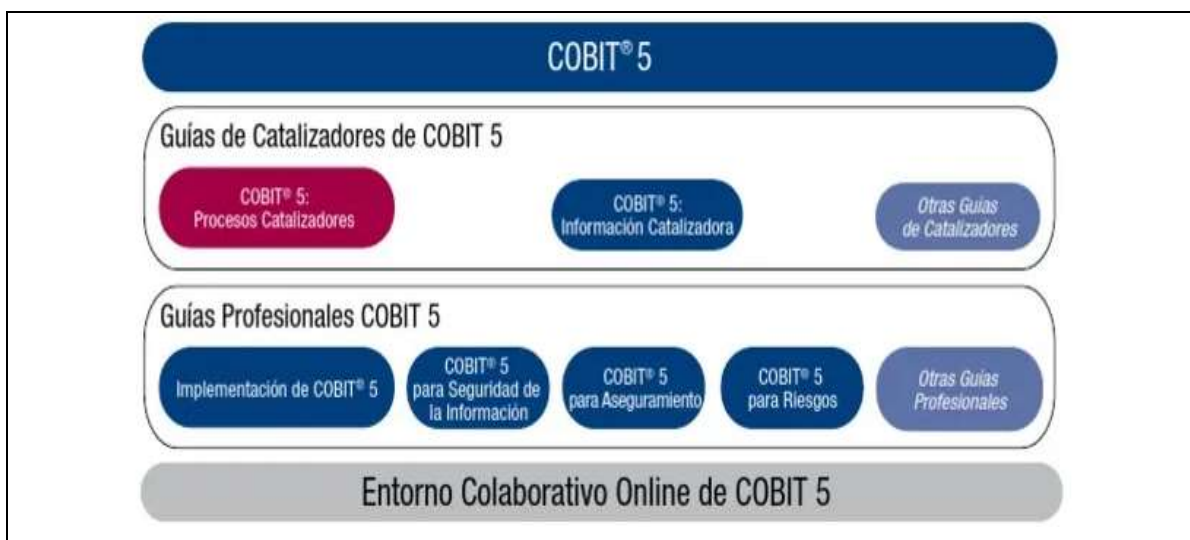 COBIT® 5
Guías de Catalizadores de COBIT 5
COBIT® 5:
Procesos Catalizadores
COBIT® 5:
Información Catalizadora
Otras Guías
de Catalizadores
Guías Profesionales COBIT 5
Implementación de COBIT® 5
COBIT® 5
para Seguridad de
la Información
COBIT® 5
para Aseguramiento
COBIT® 5
para Riesgos
Otras Guías
Profesionales
Entorno Colaborativo Online de COBIT 5